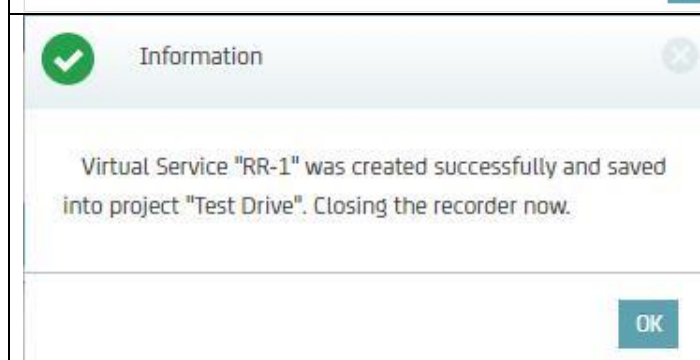 Information
Virtual Service "RR-1" was created successfully and saved
into project "Test Drive". Closing the recorder now.
OK